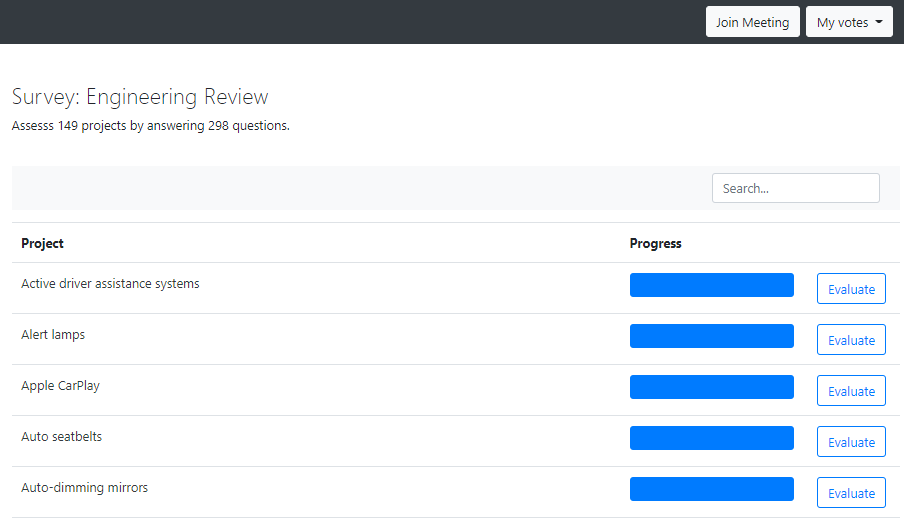 Join Meeting My votes
Survey: Engineering Review
Assesss 149 projects by answering 298 questions.
Search...
Project Progress
Active driver assistance systems Evaluate
Alert lamps Evaluate
Apple CarPlay Evaluate
Auto seatbelts Evaluate
Auto-dimming mirrors Evaluate